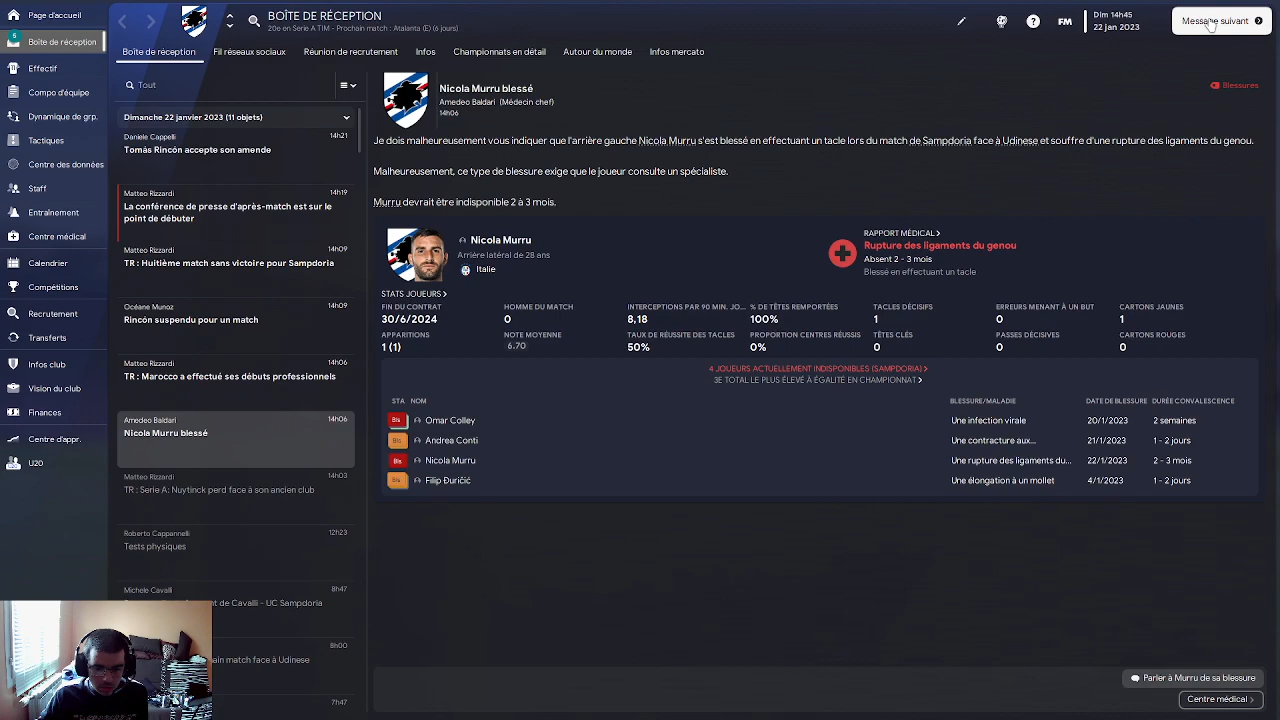 Accueil
5
Boîte de réception
Effectif
Compo d'équipe
Dynamique de grp.
Tactiques
Centre des données
Staff
Entraînement
Centre médical
Calendrier
Compétitions
Recrutement
Transferts
Infos club
Vision du club
Finances
Centre dévpt.
U20
BOÎTE DE RÉCEPTION
20e en Serie A TIM - Prochain match : Atalanta (E) (6 jours)
FM
Dim 14h45
22 Jan 2023
Message suivant
Boîte de réception
Fil réseaux sociaux
Réunion de recrutement
Infos
Championnats en détail
Autour du monde
Infos mercato
Tout
Dimanche 22 janvier 2023 (11 objets)
Daniele Cappelli 14h21
Tomás Rincón accepte son amende
Matteo Rizzardi 14h19
La conférence de presse d'après-match est sur le
point de débuter
Matteo Rizzardi 14h09
TR : Huitième match sans victoire pour Sampdoria
Océane Munoz 14h09
Rincón suspendu pour un match
Matteo Rizzardi 14h06
TR : Marocco a effectué ses débuts professionnels
Amedeo Baldari 14h06
Nicola Murru blessé
Matteo Rizzardi 14h03
TR : Serie A: Nuytinck perd face à son ancien club
Roberto Cappannelli 12h23
Tests physiques
Michele Cavalli 8h47
de Cavalli - UC Sampdoria
8h00
match face à Udinese
7h47
Nicola Murru blessé
Amedeo Baldari (Médecin chef)
14h06
Blessures
Je dois malheureusement vous indiquer que l'arrière gauche Nicola Murru s'est blessé en effectuant un tacle lors du match de Sampdoria face à Udinese et souffre d'une rupture des ligaments du genou.
Malheureusement, ce type de blessure exige que le joueur consulte un spécialiste.
Murru devrait être indisponible 2 à 3 mois.
Nicola Murru
Arrière latéral de 28 ans
Italie
RAPPORT MÉDICAL
Rupture des ligaments du genou
Absent 2 - 3 mois
Blessé en effectuant un tacle
STATS JOUEURS
FIN DU CONTRAT HOMME DU MATCH INTERCEPTIONS PAR 90 MIN. JO... % DE TÊTES REMPORTÉES TACLES DÉCISIFS ERREURS MENANT À UN BUT CARTONS JAUNES
30/6/2024 0 8,18 100% 1 0 1
APPARITIONS NOTE MOYENNE TAUX DE RÉUSSITE DES TACLES PROPORTION CENTRES RÉUSSIS TÊTES CLÉS PASSES DÉCISIVES CARTONS ROUGES
1 (1) 6.70 50% 0% 0 0 0
4 JOUEURS ACTUELLEMENT INDISPONIBLES (SAMPDORIA)
3E TOTAL LE PLUS ÉLEVÉ À ÉGALITÉ EN CHAMPIONNAT
STA NOM BLESSURE/MALADIE DATE DE BLESSURE DURÉE CONVALESCENCE
Bls Omar Colley Une infection virale 20/1/2023 2 semaines
Bls Andrea Conti Une contracture aux... 21/1/2023 1 - 2 jours
Bls Nicola Murru Une rupture des ligaments du... 22/1/2023 2 - 3 mois
Bls Filip Đuričić Une élongation à un mollet 4/1/2023 1 - 2 jours
Parler à Murru de sa blessure
Centre médical